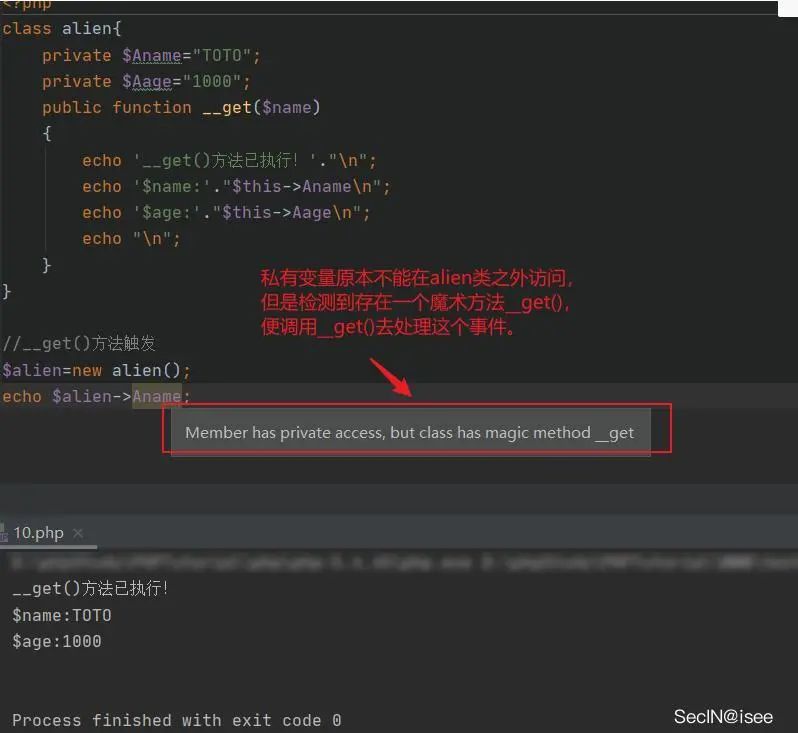 <?php
class alien{
private $Aname="TOTO";
private $Aage="1000";
public function __get($name)
{
echo '__get()方法已执行! '."\n";
echo '$name:'."$this->Aname\n";
echo '$age:'."$this->Aage\n";
echo "\n";
}
}
私有变量原本不能在alien类之外访问,
但是检测到存在一个魔术方法__get(),
便调用__get()去处理这个事件。
//__get()方法触发
$alien=new alien();
echo $alien->Aname;
Member has private access, but class has magic method __get
10.php
__get()方法已执行!
$name:TOTO
$age:1000
Process finished with exit code 0
SecIN@isee